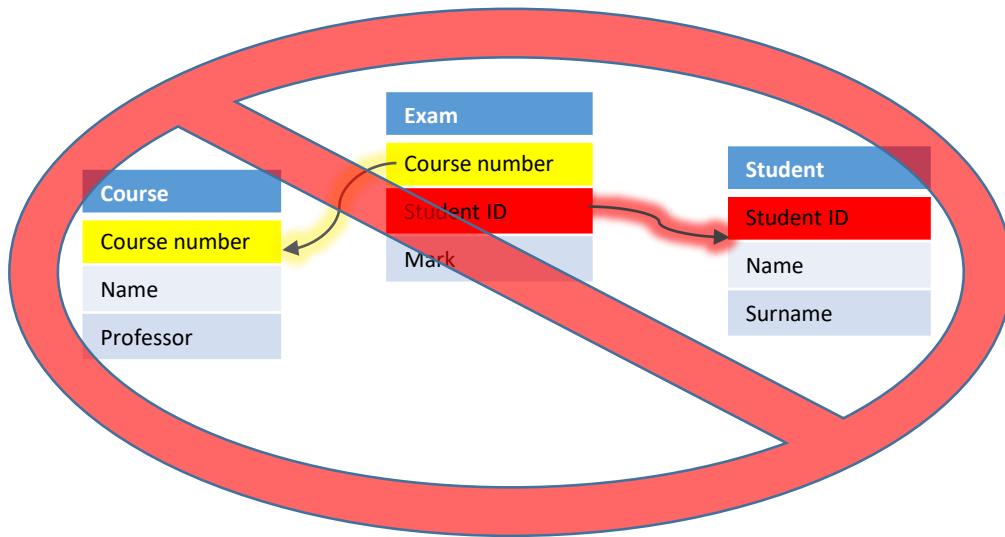 Exam
Course number
Student ID
Mark
Course
Course number
Name
Professor
Student
Student ID
Name
Surname